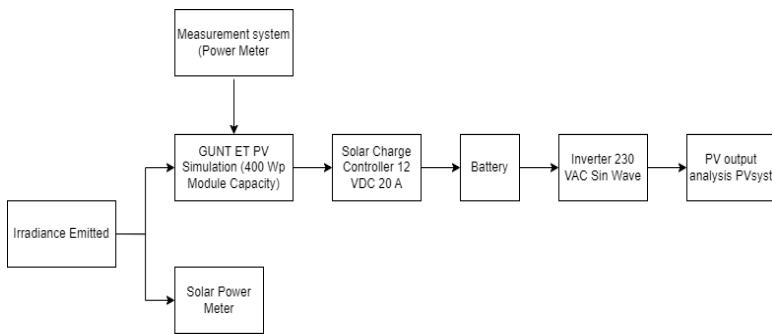 Measurement system
(Power Meter
GUNT ET PV
Simulation (400 Wp
Module Capacity)
Solar Charge
Controller 12
VDC 20 A
Battery
Inverter 230
VAC Sin Wave
PV output
analysis PVsyst
Irradiance Emitted
Solar Power
Meter